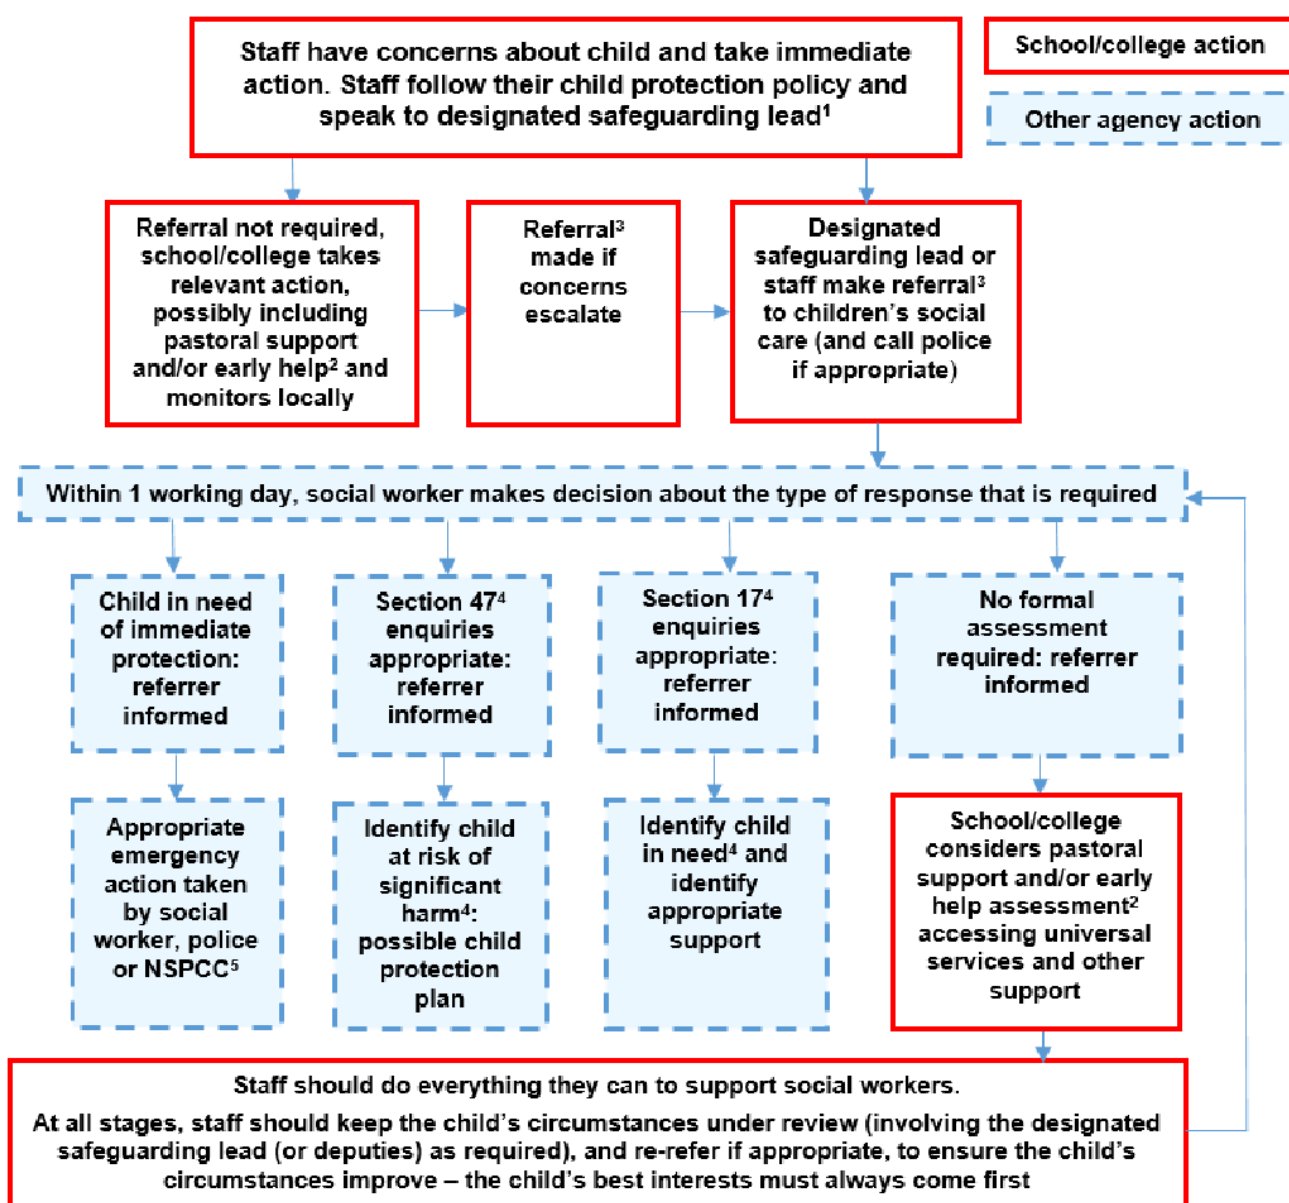 Staff have concerns about child and take immediate
action. Staff follow their child protection policy and
speak to designated safeguarding lead¹
School/college action
Other agency action
Referral not required,
school/college takes
relevant action,
possibly including
pastoral support
and/or early help² and
monitors locally
Referral³
made if
concerns
escalate
Designated
safeguarding lead or
staff make referral³
to children's social
care (and call police
if appropriate)
Within 1 working day, social worker makes decision about the type of response that is required
Child in need
of immediate
protection:
referrer
informed
Section 47⁴
enquiries
appropriate:
referrer
informed
Section 17⁴
enquiries
appropriate:
referrer
informed
No formal
assessment
required: referrer
informed
Appropriate
emergency
action taken
by social
worker, police
or NSPCC⁵
Identify child
at risk of
significant
harm⁴:
possible child
protection
plan
Identify child
in need⁴ and
identify
appropriate
support
School/college
considers pastoral
support and/or early
help assessment²
accessing universal
services and other
support
Staff should do everything they can to support social workers.
At all stages, staff should keep the child's circumstances under review (involving the designated
safeguarding lead (or deputies) as required), and re-refer if appropriate, to ensure the child's
circumstances improve – the child's best interests must always come first